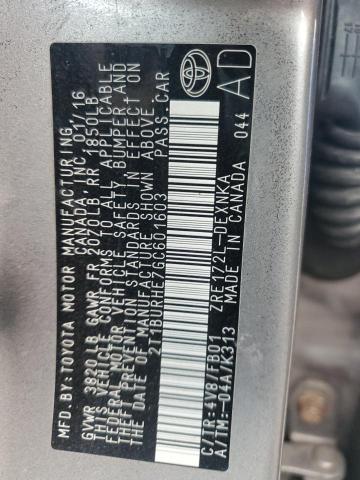 MFD. BY: TOYOTA MOTOR MANUFACTURING
CANADA, INC. 01/16
GVWR 3820LB GAWR FR 2070LB RR 1850LB
THIS VEHICLE CONFORMS TO ALL APPLICABLE
FEDERAL MOTOR VEHICLE SAFETY, BUMPER, AND
THEFT PREVENTION STANDARDS IN EFFECT ON
THE DATE OF MANUFACTURE SHOWN ABOVE.
2T1BURHE7GC601603 PASS.CAR
C/TR: 4V8/FB01 ZRE172L-DEXNKA
A/TM: -04A/K313 MADE IN CANADA 044
AD